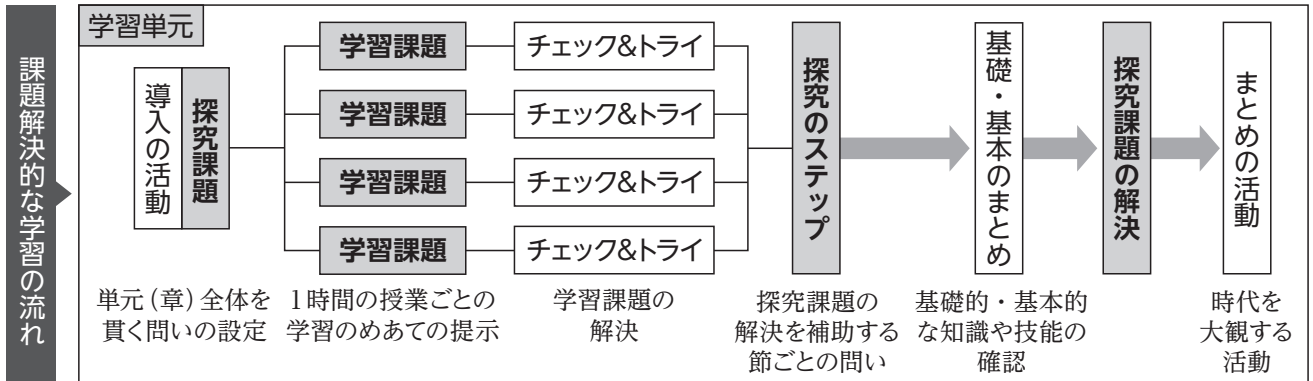 課題解決的な学習の流れ
学習単元
導入の活動
探究課題
学習課題
チェック&トライ
学習課題
チェック&トライ
学習課題
チェック&トライ
学習課題
チェック&トライ
探究のステップ
基礎・基本のまとめ
探究課題の解決
まとめの活動
単元(章)全体を
貫く問いの設定
1時間の授業ごとの
学習のめあての提示
学習課題の
解決
探究課題の
解決を補助する
節ごとの問い
基礎的・基本的
な知識や技能の
確認
時代を
大観する
活動